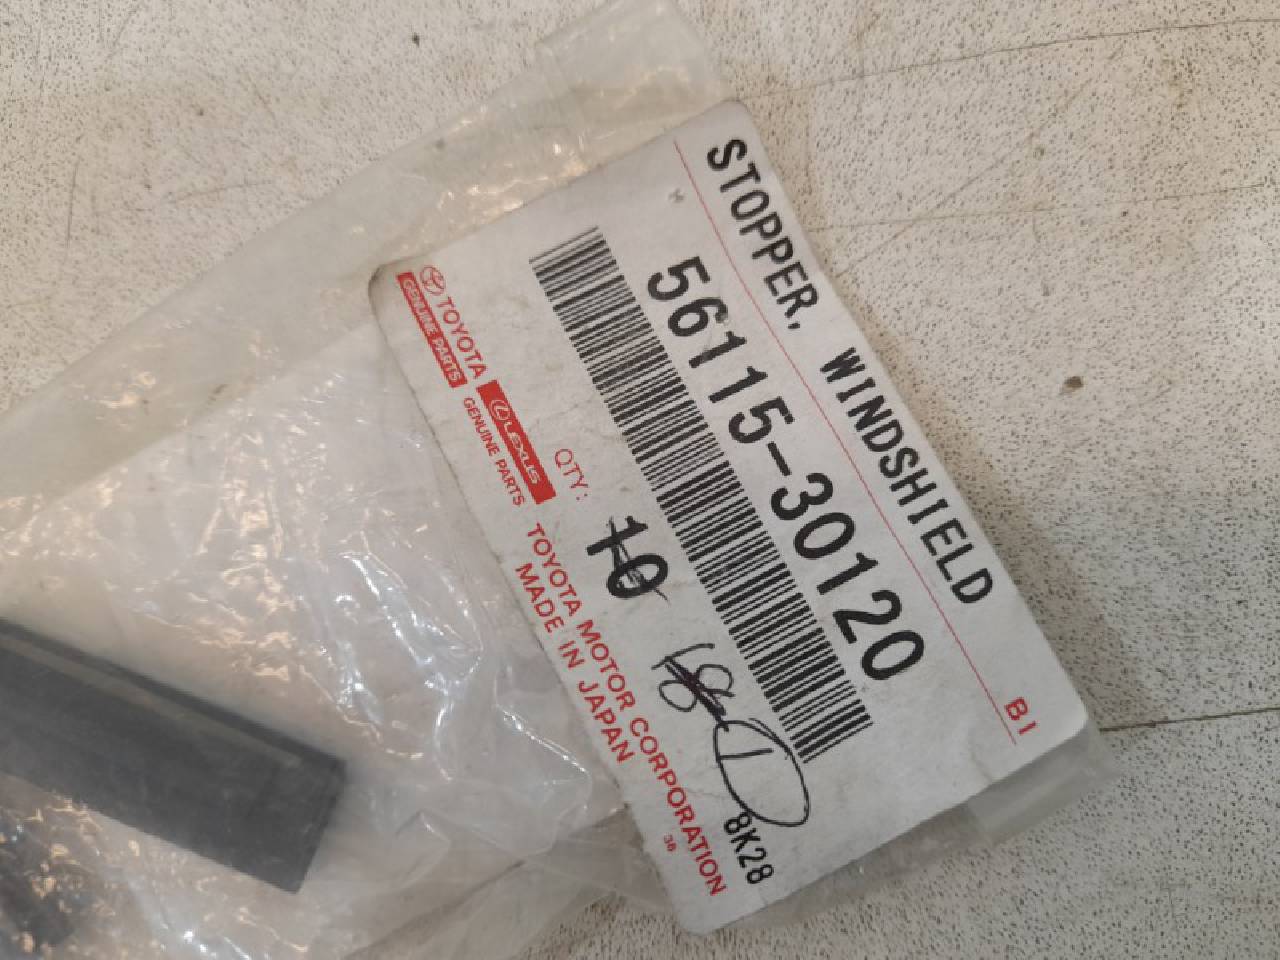 STOPPER, WINDSHIELD
56115-30120
QTY:
10
8K28
B1
TOYOTA
GENUINE PARTS
LEXUS
GENUINE PARTS
TOYOTA MOTOR CORPORATION
MADE IN JAPAN
36